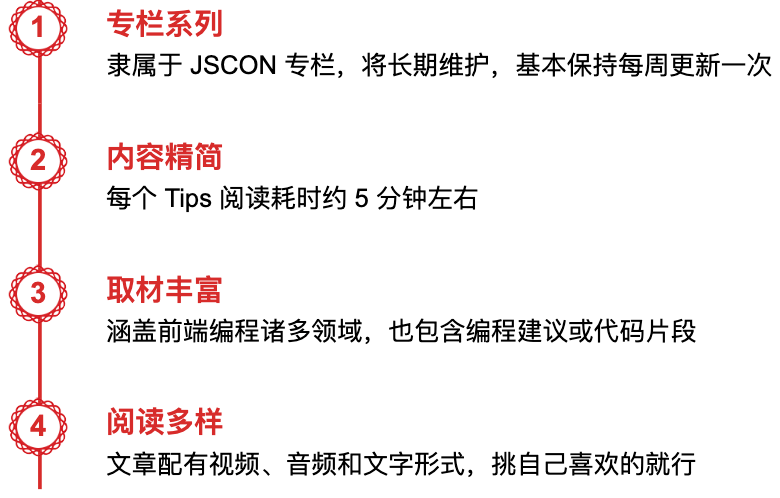 1
专栏系列
隶属于 JSCON 专栏，将长期维护，基本保持每周更新一次
2
内容精简
每个 Tips 阅读耗时约 5 分钟左右
3
取材丰富
涵盖前端编程诸多领域，也包含编程建议或代码片段
4
阅读多样
文章配有视频、音频和文字形式，挑自己喜欢的就行